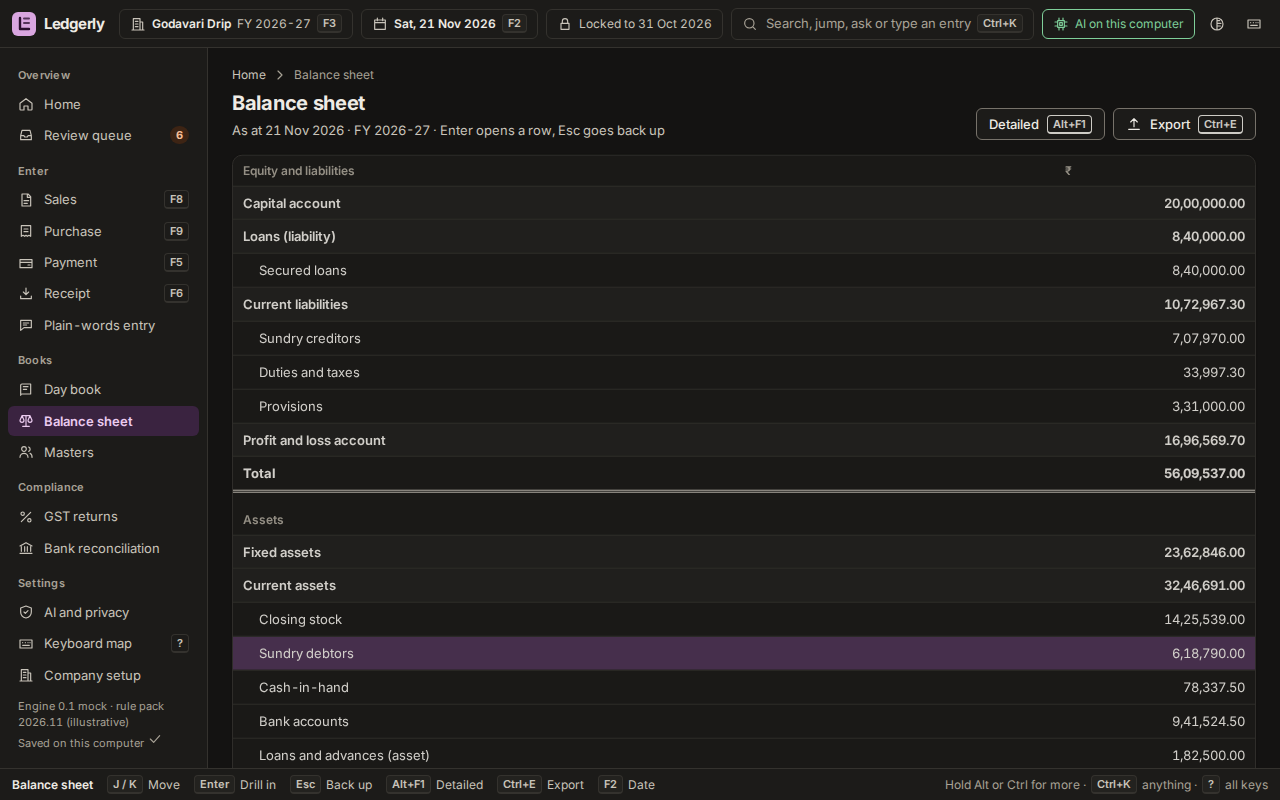 Ledgerly
Godavari Drip FY 2026-27 F3
Sat, 21 Nov 2026 F2
Locked to 31 Oct 2026
Search, jump, ask or type an entry Ctrl+K
AI on this computer
Overview
Home
Review queue 6
Enter
Sales F8
Purchase F9
Payment F5
Receipt F6
Plain-words entry
Books
Day book
Balance sheet
Masters
Compliance
GST returns
Bank reconciliation
Settings
AI and privacy
Keyboard map ?
Company setup
Engine 0.1 mock · rule pack
2026.11 (illustrative)
Saved on this computer
Home > Balance sheet
Balance sheet
As at 21 Nov 2026 · FY 2026-27 · Enter opens a row, Esc goes back up
Detailed Alt+F1
Export Ctrl+E
Equity and liabilities ₹
Capital account 20,00,000.00
Loans (liability) 8,40,000.00
Secured loans 8,40,000.00
Current liabilities 10,72,967.30
Sundry creditors 7,07,970.00
Duties and taxes 33,997.30
Provisions 3,31,000.00
Profit and loss account 16,96,569.70
Total 56,09,537.00
Assets
Fixed assets 23,62,846.00
Current assets 32,46,691.00
Closing stock 14,25,539.00
Sundry debtors 6,18,790.00
Cash-in-hand 78,337.50
Bank accounts 9,41,524.50
Loans and advances (asset) 1,82,500.00
Balance sheet J / K Move Enter Drill in Esc Back up Alt+F1 Detailed Ctrl+E Export F2 Date
Hold Alt or Ctrl for more · Ctrl+K anything · ? all keys